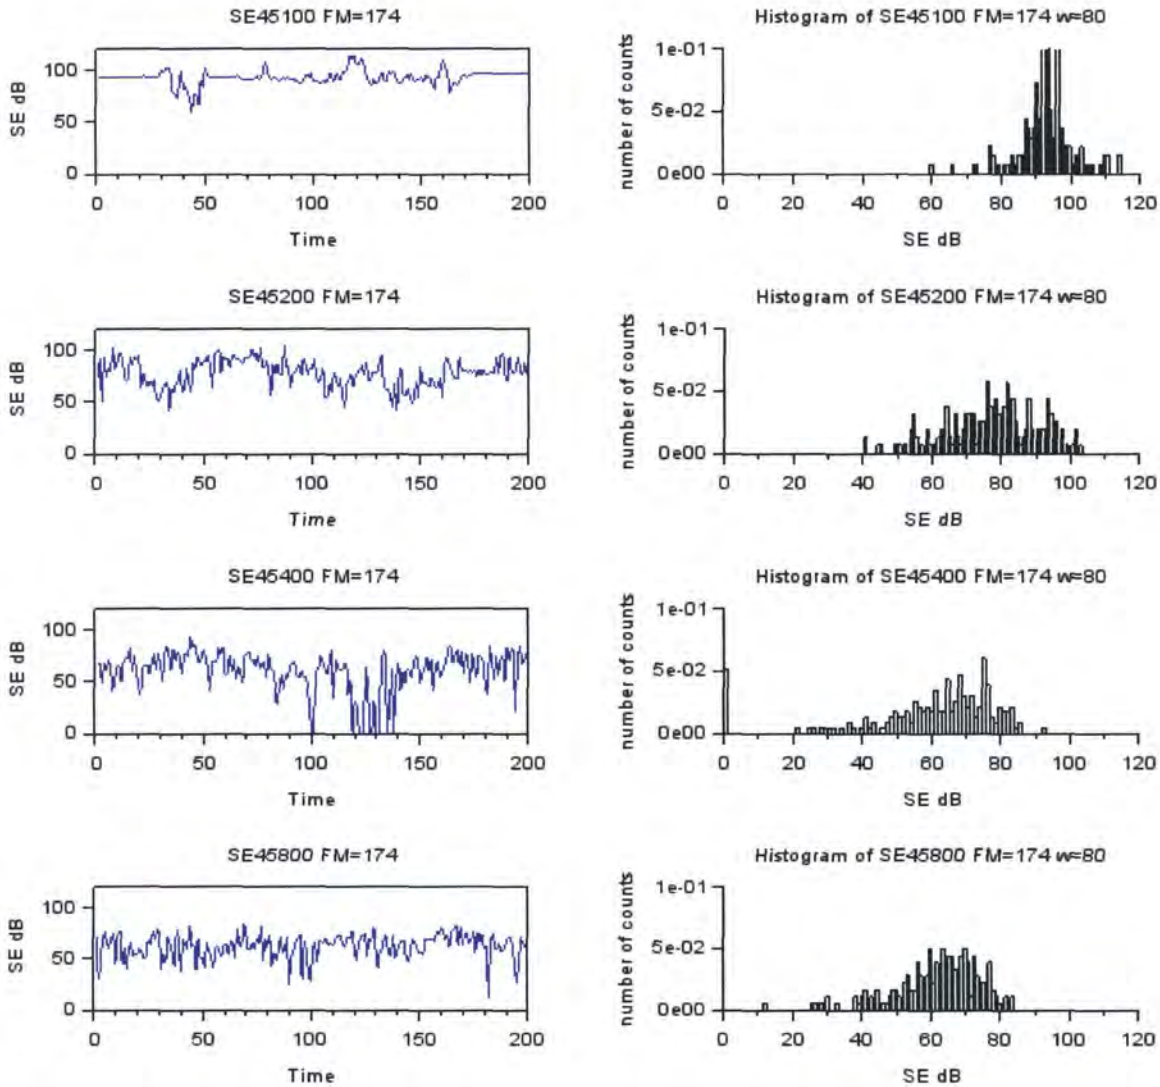 SE45100 FM=174
SE dB
100
50
0
0 50 100 150 200
Time
Histogram of SE45100 FM=174 w=80
number of counts
1e-01
5e-02
0e00
0 20 40 60 80 100 120
SE dB
SE45200 FM=174
SE dB
100
50
0
0 50 100 150 200
Time
Histogram of SE45200 FM=174 w=80
number of counts
1e-01
5e-02
0e00
0 20 40 60 80 100 120
SE dB
SE45400 FM=174
SE dB
100
50
0
0 50 100 150 200
Time
Histogram of SE45400 FM=174 w=80
number of counts
1e-01
5e-02
0e00
0 20 40 60 80 100 120
SE dB
SE45800 FM=174
SE dB
100
50
0
0 50 100 150 200
Time
Histogram of SE45800 FM=174 w=80
number of counts
1e-01
5e-02
0e00
0 20 40 60 80 100 120
SE dB